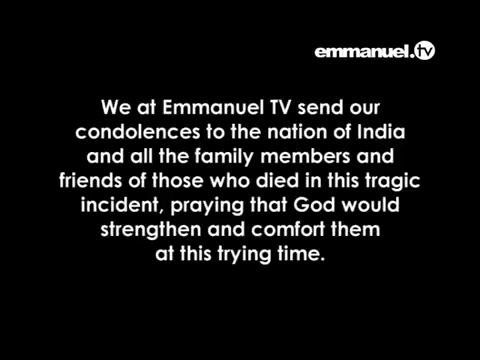 emmanuel.tv
We at Emmanuel TV send our
condolences to the nation of India
and all the family members and
friends of those who died in this tragic
incident, praying that God would
strengthen and comfort them
at this trying time.